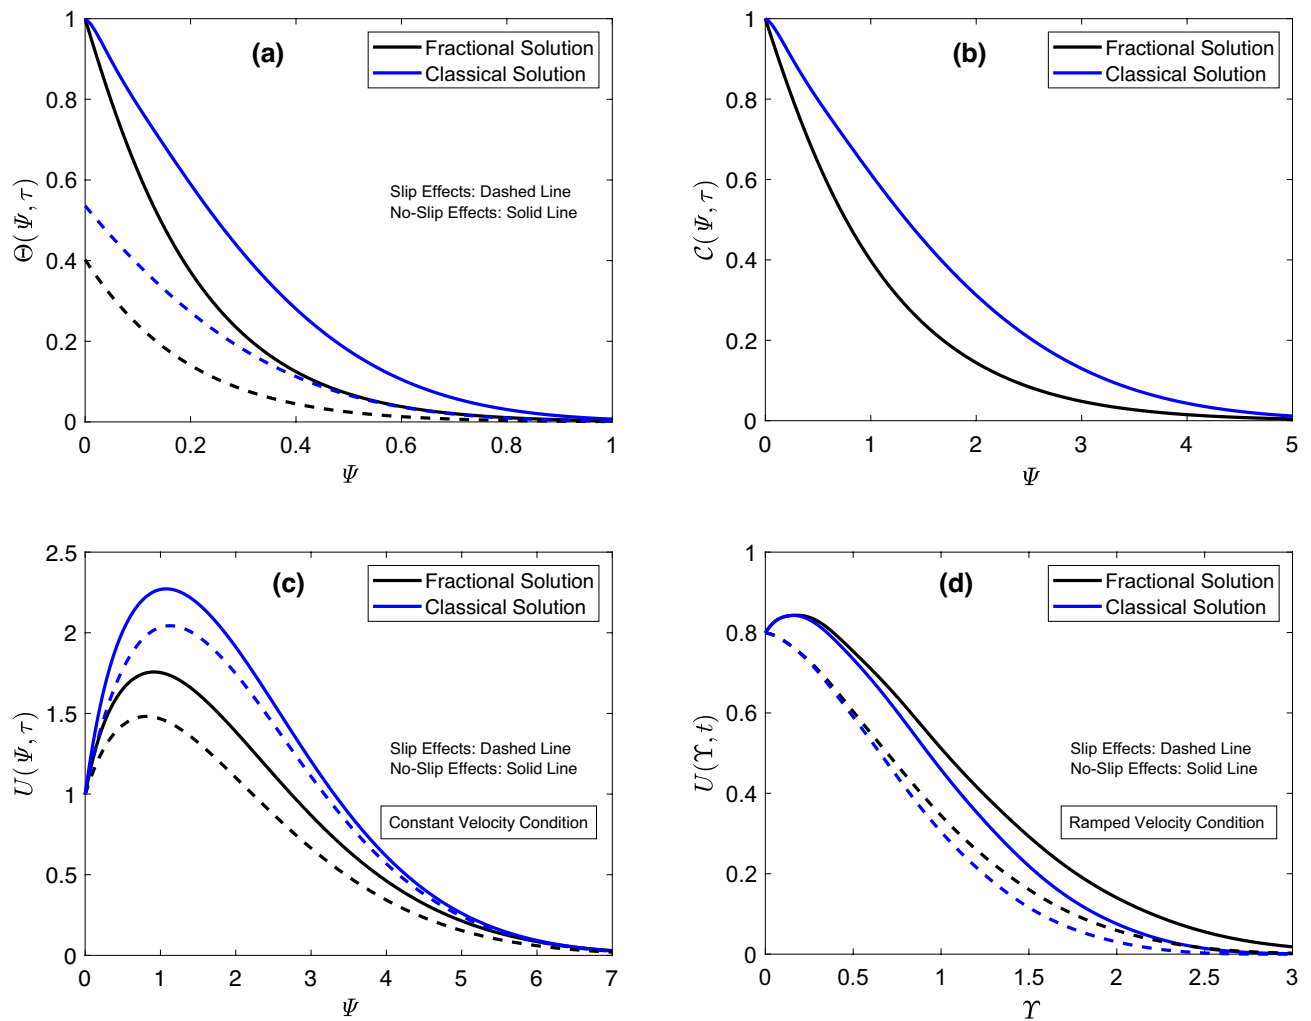 (a)
Fractional Solution
Classical Solution
Slip Effects: Dashed Line
No-Slip Effects: Solid Line
Θ(Ψ, τ)
1
0.8
0.6
0.4
0.2
0
0 0.2 0.4 0.6 0.8 1
Ψ
(b)
Fractional Solution
Classical Solution
C(Ψ, τ)
1
0.8
0.6
0.4
0.2
0
0 1 2 3 4 5
Ψ
(c)
Fractional Solution
Classical Solution
Slip Effects: Dashed Line
No-Slip Effects: Solid Line
Constant Velocity Condition
U(Ψ, τ)
2.5
2
1.5
1
0.5
0
0 1 2 3 4 5 6 7
Ψ
(d)
Fractional Solution
Classical Solution
Slip Effects: Dashed Line
No-Slip Effects: Solid Line
Ramped Velocity Condition
U(ϒ, t)
1
0.8
0.6
0.4
0.2
0
0 0.5 1 1.5 2 2.5 3
ϒ